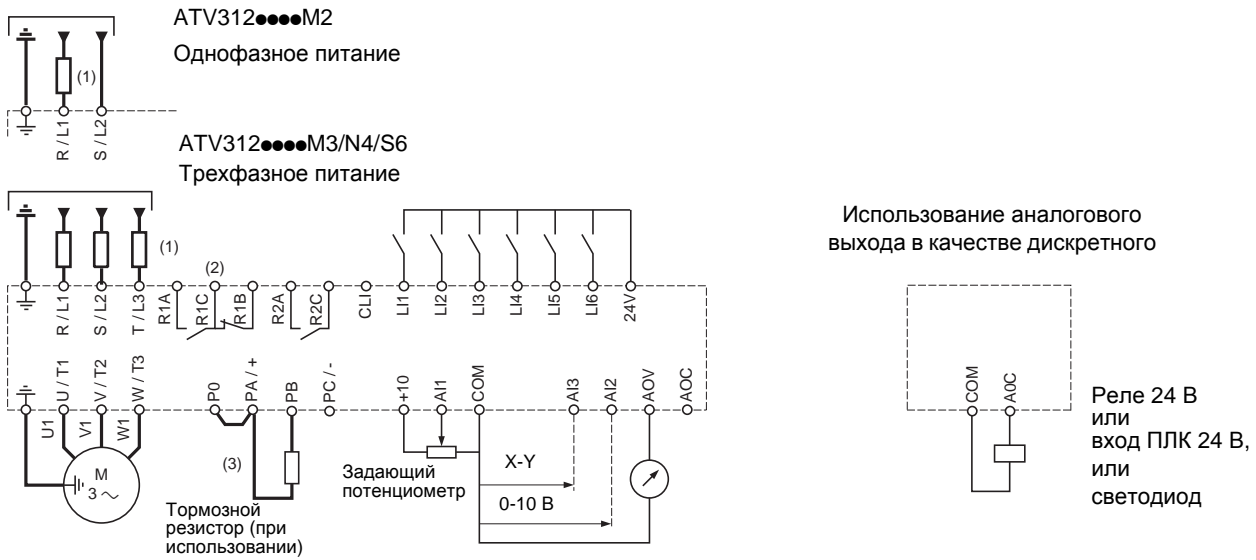 ATV312●●●●M2
Однофазное питание
(1)
R / L1
S / L2
ATV312●●●●M3/N4/S6
Трехфазное питание
(1)
(2)
R / L1
S / L2
T / L3
R1A
R1C
R1B
R2A
R2C
CLI
LI1
LI2
LI3
LI4
LI5
LI6
24V
U / T1
V / T2
W / T3
P0
PA / +
PB
PC / -
+10
AI1
COM
AI3
AI2
AOV
AOC
U1
V1
W1
M
3 ~
(3)
Тормозной
резистор (при
использовании)
Задающий
потенциометр
X-Y
0-10 В
Использование аналогового
выхода в качестве дискретного
COM
A0C
Реле 24 В
или
вход ПЛК 24 В,
или
светодиод